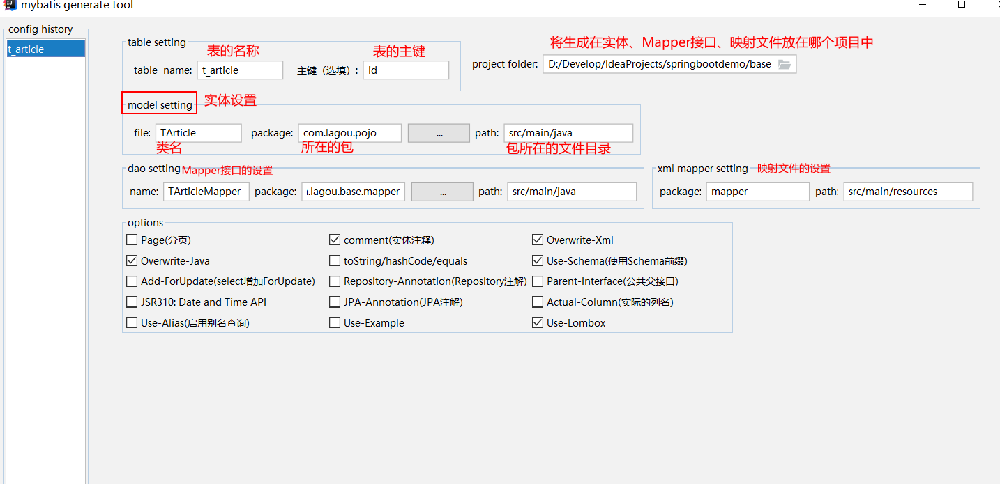 mybatis generate tool
config history
t_article
table setting
表的名称
表的主键
table name: t_article 主键（选填）: id
将生成在实体、Mapper接口、映射文件放在哪个项目中
project folder: D:/Develop/IdeaProjects/springbootdemo/base
model setting 实体设置
file: TArticle package: com.lagou.pojo ... path: src/main/java
类名 所在的包 包所在的文件目录
dao setting Mapper接口的设置
name: TArticleMapper package: .lagou.base.mapper ... path: src/main/java
xml mapper setting 映射文件的设置
package: mapper path: src/main/resources
options
Page(分页) comment(实体注释) Overwrite-Xml
Overwrite-Java toString/hashCode/equals Use-Schema(使用Schema前缀)
Add-ForUpdate(select增加ForUpdate) Repository-Annotation(Repository注解) Parent-Interface(公共父接口)
JSR310: Date and Time API JPA-Annotation(JPA注解) Actual-Column(实际的列名)
Use-Alias(启用别名查询) Use-Example Use-Lombox